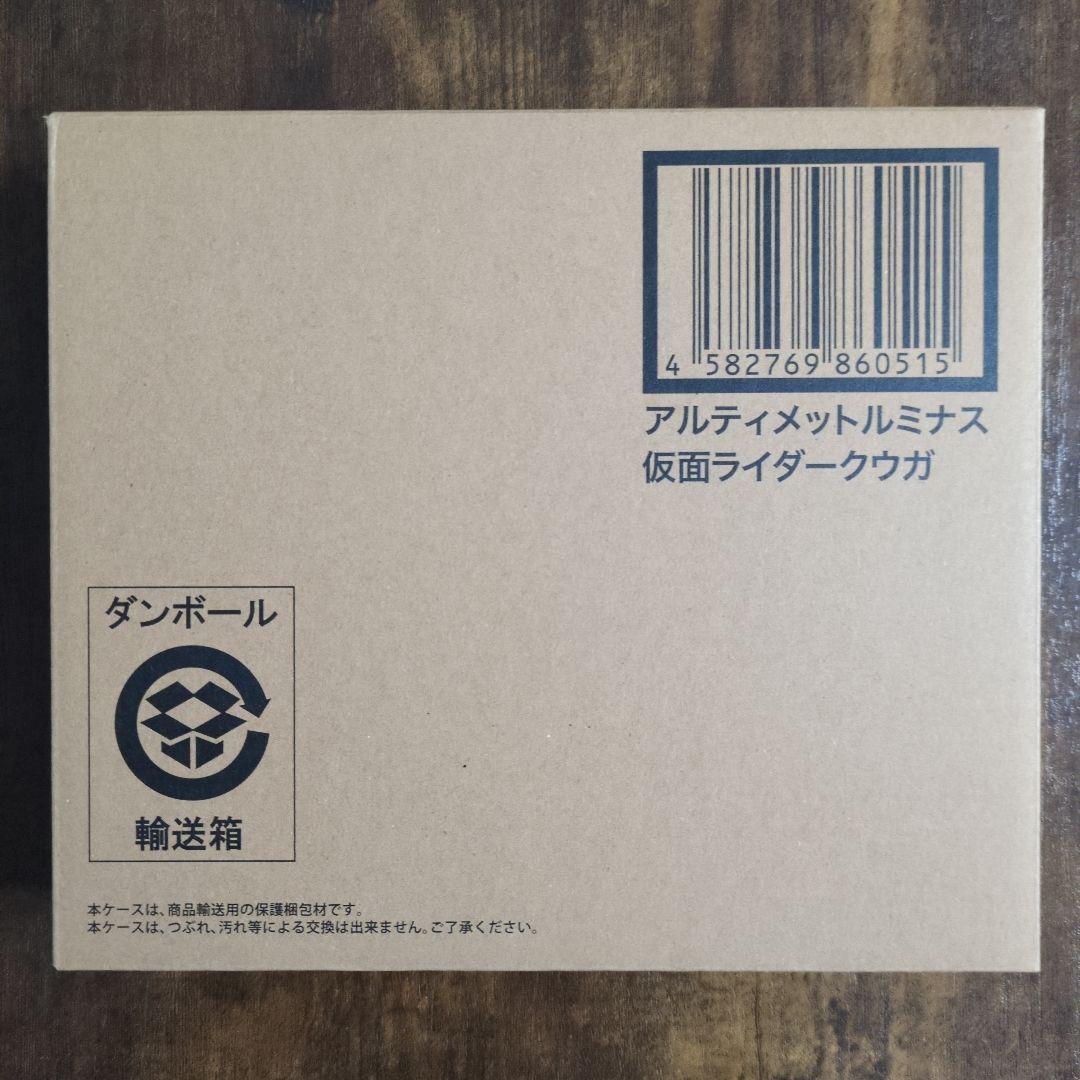 4 582769 860515
アルティメットルミナス
仮面ライダークウガ
ダンボール
輸送箱
本ケースは、商品輸送用の保護梱包材です。
本ケースは、つぶれ、汚れ等による交換は出来ません。ご了承ください。